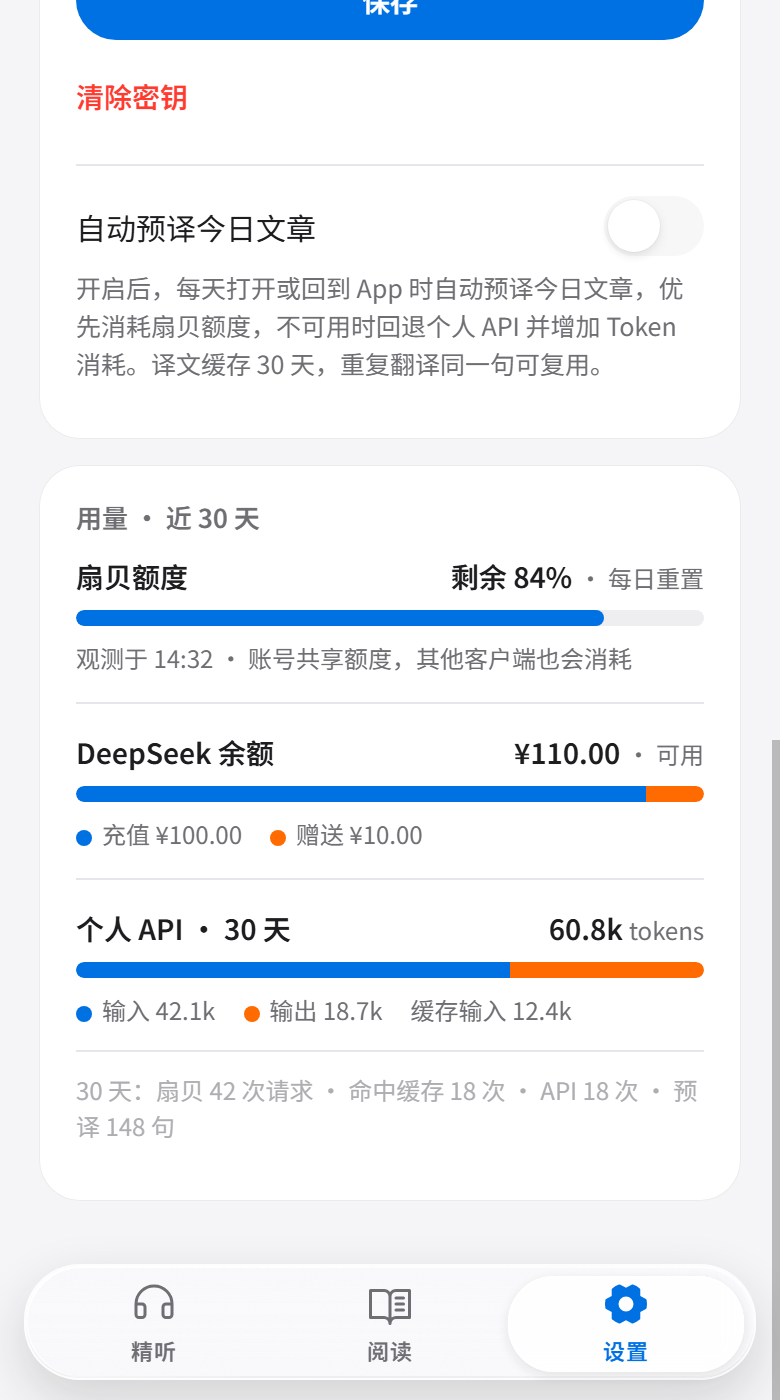 保存
清除密钥
自动预译今日文章
开启后，每天打开或回到 App 时自动预译今日文章，优
先消耗扇贝额度，不可用时回退个人 API 并增加 Token
消耗。译文缓存 30 天，重复翻译同一句可复用。
用量 · 近 30 天
扇贝额度 剩余 84% · 每日重置
观测于 14:32 · 账号共享额度，其他客户端也会消耗
DeepSeek 余额 ¥110.00 · 可用
充值 ¥100.00 赠送 ¥10.00
个人 API · 30 天 60.8k tokens
输入 42.1k 输出 18.7k 缓存输入 12.4k
30 天：扇贝 42 次请求 · 命中缓存 18 次 · API 18 次 · 预
译 148 句
精听 阅读 设置